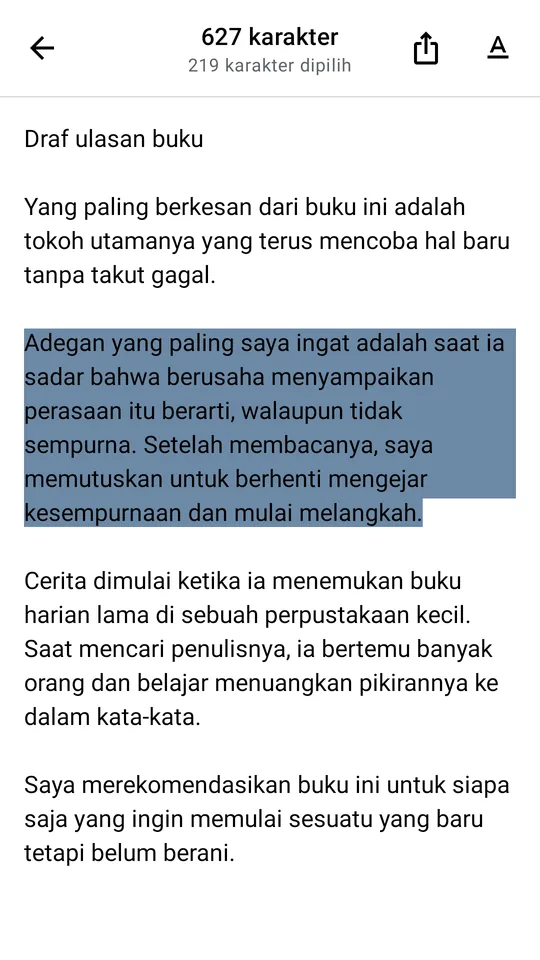 627 karakter
219 karakter dipilih
A
Draf ulasan buku
Yang paling berkesan dari buku ini adalah
tokoh utamanya yang terus mencoba hal baru
tanpa takut gagal.
Adegan yang paling saya ingat adalah saat ia
sadar bahwa berusaha menyampaikan
perasaan itu berarti, walaupun tidak
sempurna. Setelah membacanya, saya
memutuskan untuk berhenti mengejar
kesempurnaan dan mulai melangkah.
Cerita dimulai ketika ia menemukan buku
harian lama di sebuah perpustakaan kecil.
Saat mencari penulisnya, ia bertemu banyak
orang dan belajar menuangkan pikirannya ke
dalam kata-kata.
Saya merekomendasikan buku ini untuk siapa
saja yang ingin memulai sesuatu yang baru
tetapi belum berani.